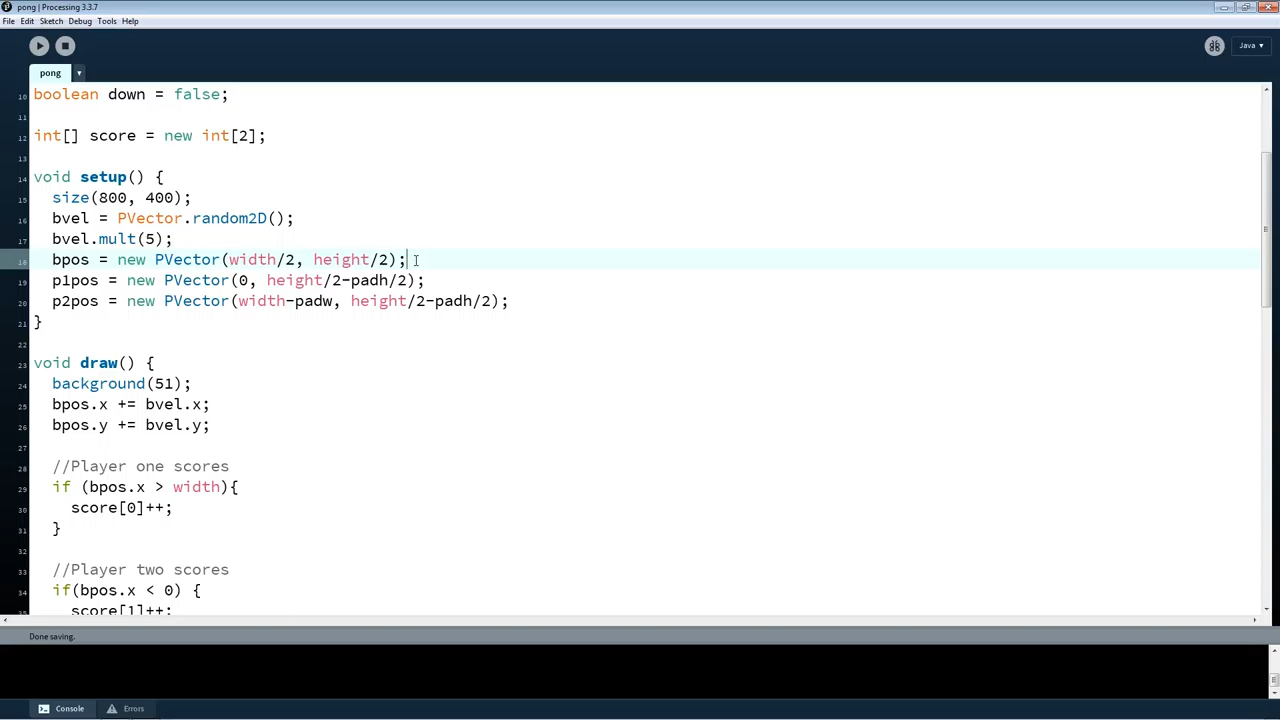 pong | Processing 3.3.7
File Edit Sketch Debug Tools Help
Java ▾
pong ▾
10 boolean down = false;
11
12 int[] score = new int[2];
13
14 void setup() {
15 size(800, 400);
16 bvel = PVector.random2D();
17 bvel.mult(5);
18 bpos = new PVector(width/2, height/2);
19 p1pos = new PVector(0, height/2-padh/2);
20 p2pos = new PVector(width-padw, height/2-padh/2);
21 }
22
23 void draw() {
24 background(51);
25 bpos.x += bvel.x;
26 bpos.y += bvel.y;
27
28 //Player one scores
29 if (bpos.x > width){
30 score[0]++;
31 }
32
33 //Player two scores
34 if(bpos.x < 0) {
35 score[1]++;
Done saving.
Console Errors